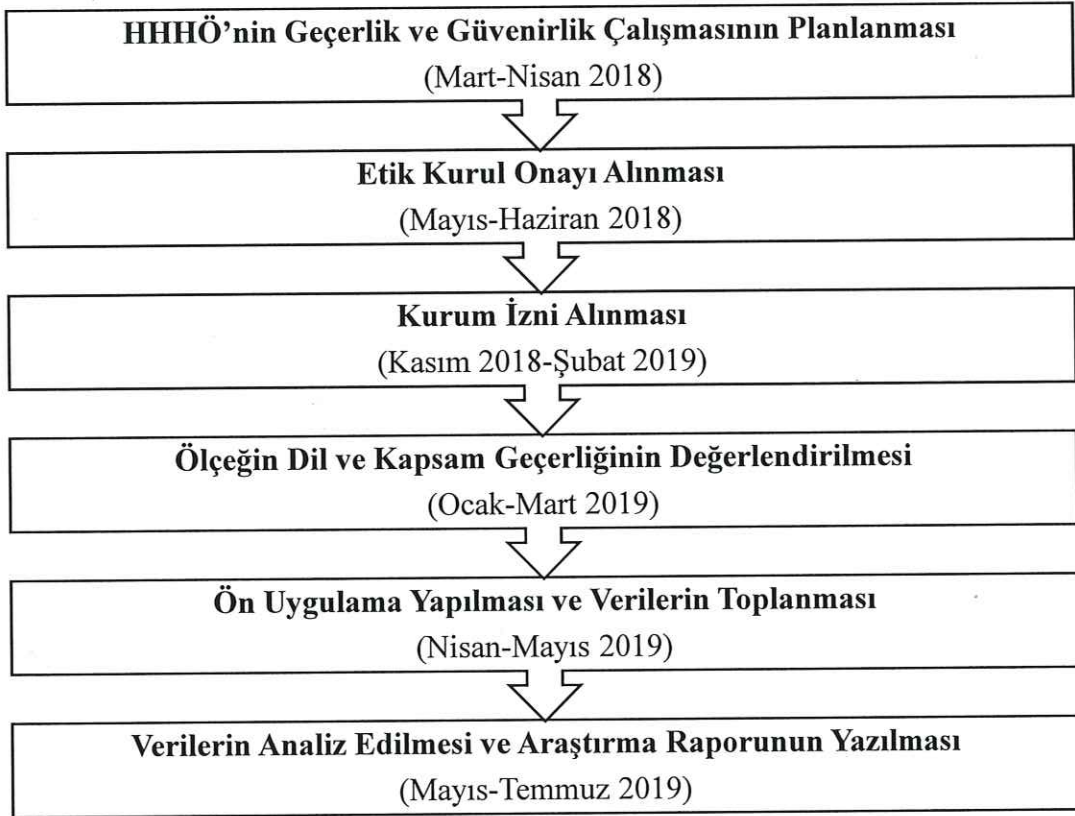 HHHÖ’nin Geçerlik ve Güvenirlik Çalışmasının Planlanması
(Mart-Nisan 2018)
Etik Kurul Onayı Alınması
(Mayıs-Haziran 2018)
Kurum İzni Alınması
(Kasım 2018-Şubat 2019)
Ölçeğin Dil ve Kapsam Geçerliğinin Değerlendirilmesi
(Ocak-Mart 2019)
Ön Uygulama Yapılması ve Verilerin Toplanması
(Nisan-Mayıs 2019)
Verilerin Analiz Edilmesi ve Araştırma Raporunun Yazılması
(Mayıs-Temmuz 2019)